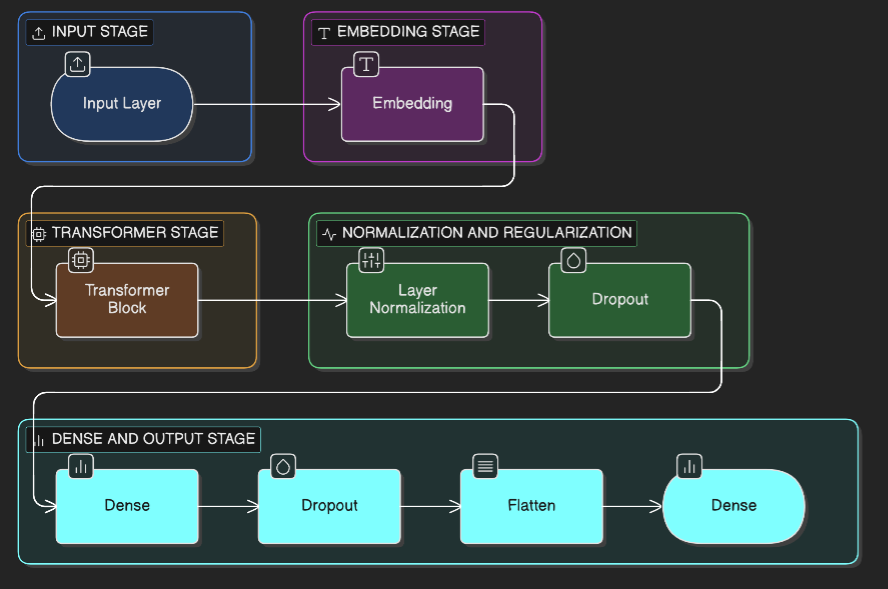 INPUT STAGE
EMBEDDING STAGE
Input Layer
Embedding
TRANSFORMER STAGE
NORMALIZATION AND REGULARIZATION
Transformer
Block
Layer
Normalization
Dropout
DENSE AND OUTPUT STAGE
Dense
Dropout
Flatten
Dense